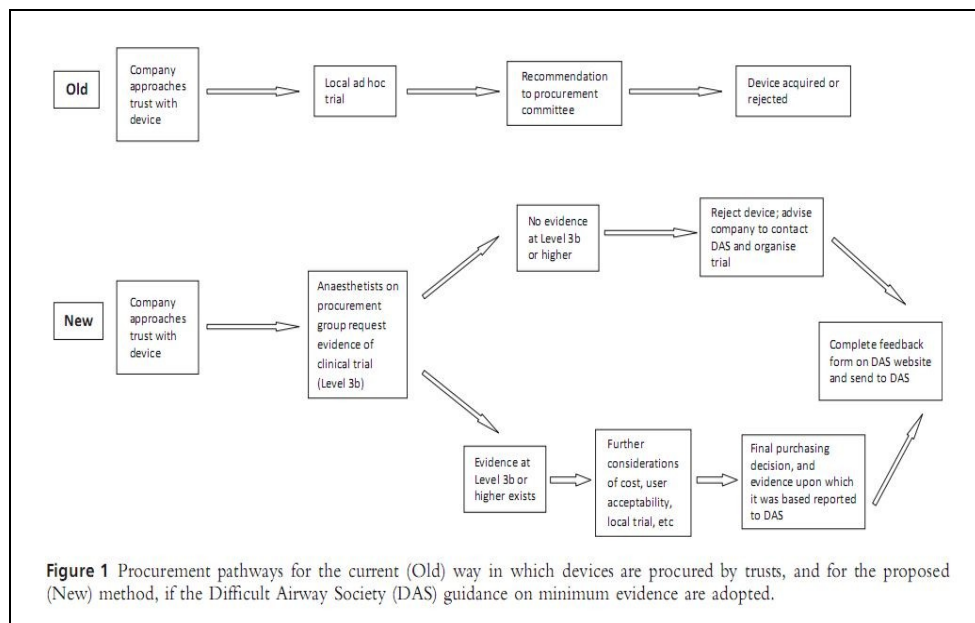 Old
Company
approaches
trust with
device
Local ad hoc
trial
Recommendation
to procurement
committee
Device acquired or
rejected
New
Company
approaches
trust with
device
Anaesthetists on
procurement
group request
evidence of
clinical trial
(Level 3b)
No evidence
at Level 3b
or higher
Reject device; advise
company to contact
DAS and organise
trial
Evidence at
Level 3b or
higher exists
Further
considerations
of cost, user
acceptability,
local trial, etc
Final purchasing
decision, and
evidence upon which
it was based reported
to DAS
Complete feedback
form on DAS website
and send to DAS
Figure 1 Procurement pathways for the current (Old) way in which devices are procured by trusts, and for the proposed
(New) method, if the Difficult Airway Society (DAS) guidance on minimum evidence are adopted.